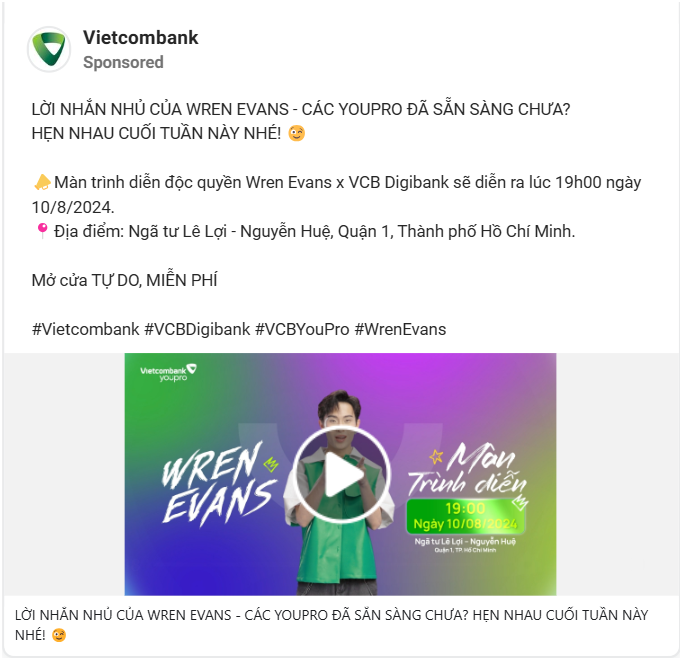 Vietcombank
Sponsored
LỜI NHẮN NHỦ CỦA WREN EVANS - CÁC YOUPRO ĐÃ SẴN SÀNG CHƯA?
HẸN NHAU CUỐI TUẦN NÀY NHÉ! 😉
📣Màn trình diễn độc quyền Wren Evans x VCB Digibank sẽ diễn ra lúc 19h00 ngày
10/8/2024.
📍Địa điểm: Ngã tư Lê Lợi - Nguyễn Huệ, Quận 1, Thành phố Hồ Chí Minh.
Mở cửa TỰ DO, MIỄN PHÍ
#Vietcombank #VCBDigibank #VCBYouPro #WrenEvans
Vietcombank
youpro
WREN
EVANS
Màn
Trình diễn
19:00
Ngày 10/08/2024
Ngã tư Lê Lợi – Nguyễn Huệ
Quận 1, TP. Hồ Chí Minh
LỜI NHẮN NHỦ CỦA WREN EVANS - CÁC YOUPRO ĐÃ SẴN SÀNG CHƯA? HẸN NHAU CUỐI TUẦN NÀY
NHÉ! 😉